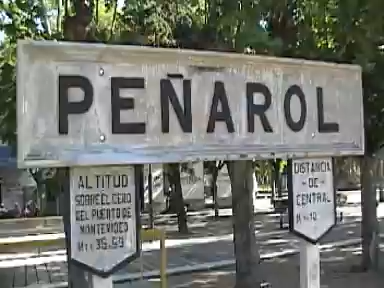 PEÑAROL
ALTITUD
SOBRE EL CERO
DEL PUERTO DE
MONTEVIDEO
Mts 35.59
DISTANCIA
- DE -
CENTRAL